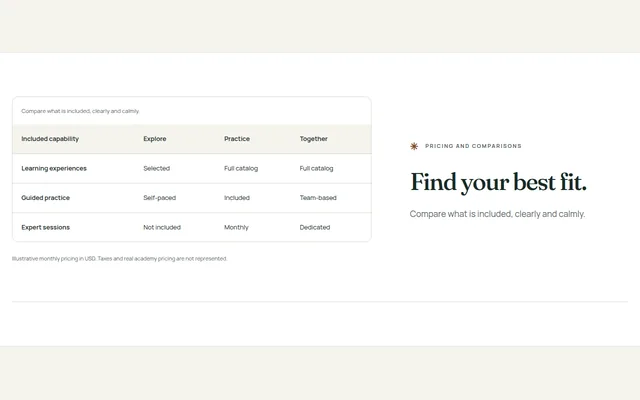 Compare what is included, clearly and calmly.
Included capability Explore Practice Together
Learning experiences Selected Full catalog Full catalog
Guided practice Self-paced Included Team-based
Expert sessions Not included Monthly Dedicated
Illustrative monthly pricing in USD. Taxes and real academy pricing are not represented.
PRICING AND COMPARISONS
Find your best fit.
Compare what is included, clearly and calmly.